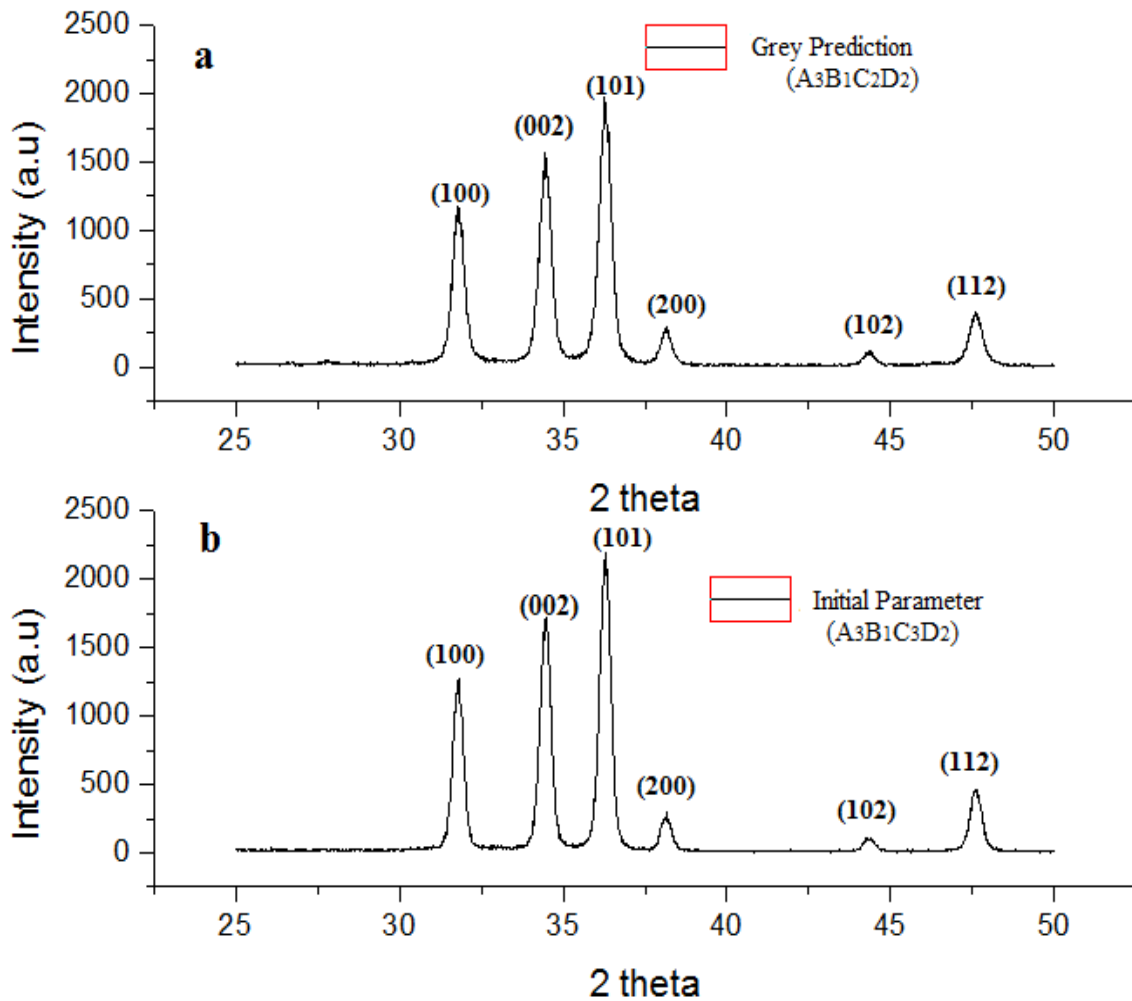 a
Grey Prediction
(A3B1C2D2)
Intensity (a.u)
2500
2000
1500
1000
500
0
(100)
(002)
(101)
(200)
(102)
(112)
25 30 35 40 45 50
2 theta
b
Initial Parameter
(A3B1C3D2)
Intensity (a.u)
2500
2000
1500
1000
500
0
(100)
(002)
(101)
(200)
(102)
(112)
25 30 35 40 45 50
2 theta